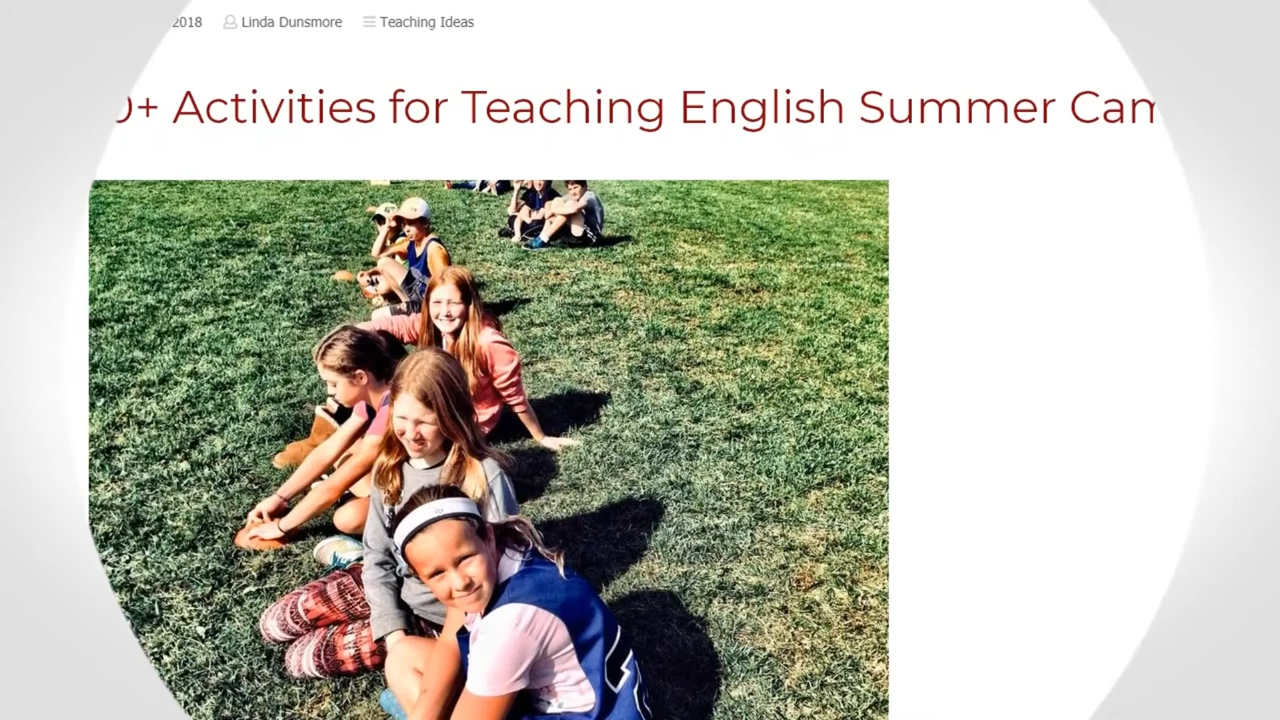 2018 Linda Dunsmore Teaching Ideas
Activities for Teaching English Summer